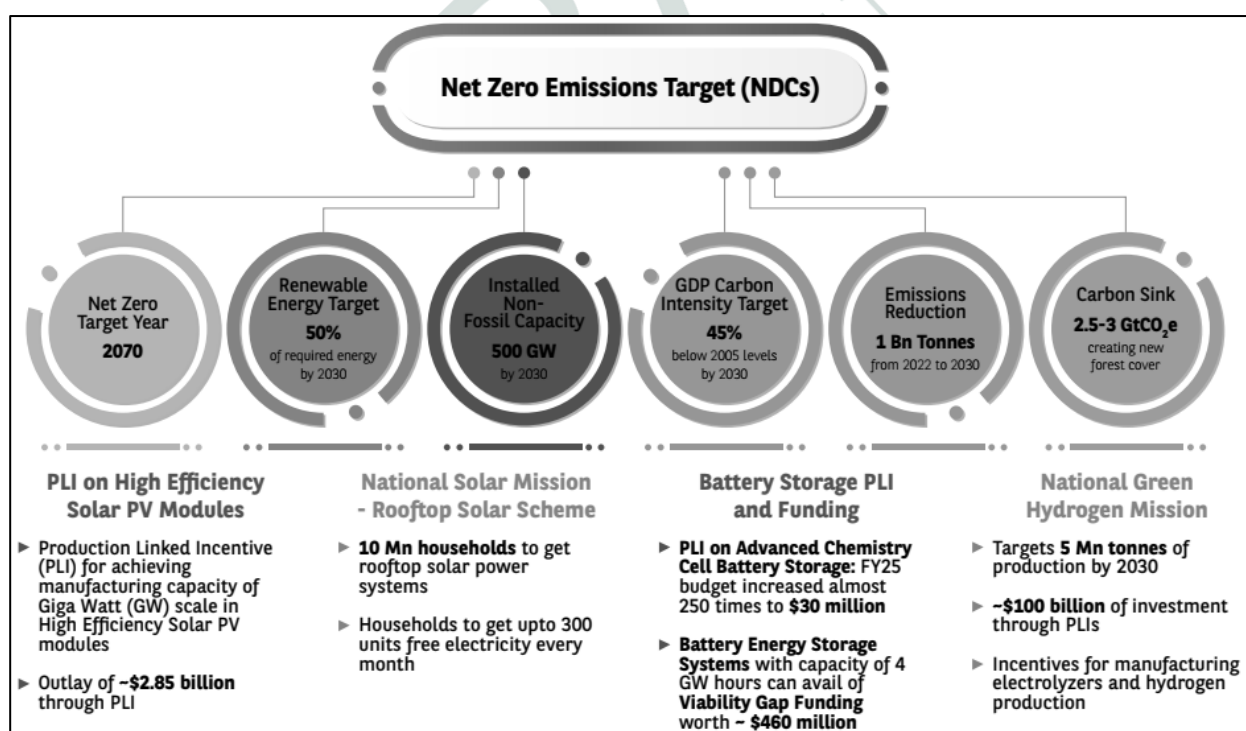 Net Zero Emissions Target (NDCs)
Net Zero
Target Year
2070
Renewable
Energy Target
50%
of required energy
by 2030
Installed
Non-
Fossil Capacity
500 GW
by 2030
GDP Carbon
Intensity Target
45%
below 2005 levels
by 2030
Emissions
Reduction
1 Bn Tonnes
from 2022 to 2030
Carbon Sink
2.5-3 GtCO₂e
creating new
forest cover
PLI on High Efficiency
Solar PV Modules
▶ Production Linked Incentive
(PLI) for achieving
manufacturing capacity of
Giga Watt (GW) scale in
High Efficiency Solar PV
modules
▶ Outlay of ~$2.85 billion
through PLI
National Solar Mission
- Rooftop Solar Scheme
▶ 10 Mn households to get
rooftop solar power
systems
▶ Households to get upto 300
units free electricity every
month
Battery Storage PLI
and Funding
▶ PLI on Advanced Chemistry
Cell Battery Storage: FY25
budget increased almost
250 times to $30 million
▶ Battery Energy Storage
Systems with capacity of 4
GW hours can avail of
Viability Gap Funding
worth ~ $460 million
National Green
Hydrogen Mission
▶ Targets 5 Mn tonnes of
production by 2030
▶ ~$100 billion of investment
through PLIs
▶ Incentives for manufacturing
electrolyzers and hydrogen
production